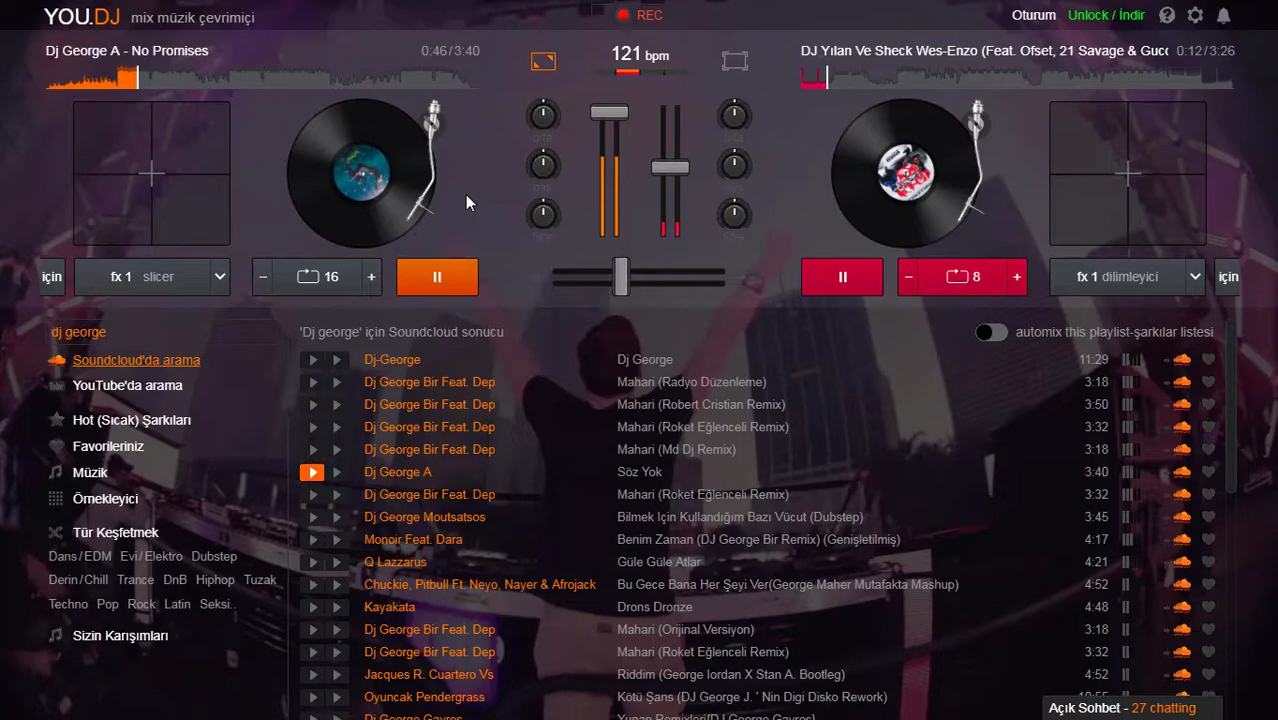 YOU.DJ mix müzik çevrimiçi
REC
Oturum Unlock / İndir
Dj George A - No Promises 0:46 / 3:40
121 bpm
DJ Yılan Ve Sheck Wes-Enzo (Feat. Ofset, 21 Savage & Gucc 0:12 / 3:26
için fx 1 slicer − 16 +
− 8 + fx 1 dilimleyici için
dj george
Soundcloud'da arama
YouTube'da arama
Hot (Sıcak) Şarkıları
Favorileriniz
Müzik
Örnekleyici
Tür Keşfetmek
Dans / EDM Evi / Elektro Dubstep
Derin / Chill Trance DnB Hiphop Tuzak
Techno Pop Rock Latin Seksi..
Sizin Karışımları
'Dj george' için Soundcloud sonucu
automix this playlist-şarkılar listesi
Dj-George Dj George 11:29
Dj George Bir Feat. Dep Mahari (Radyo Düzenleme) 3:18
Dj George Bir Feat. Dep Mahari (Robert Cristian Remix) 3:50
Dj George Bir Feat. Dep Mahari (Roket Eğlenceli Remix) 3:32
Dj George Bir Feat. Dep Mahari (Md Dj Remix) 3:18
Dj George A Söz Yok 3:40
Dj George Bir Feat. Dep Mahari (Roket Eğlenceli Remix) 3:32
Dj George Moutsatsos Bilmek Için Kullandığım Bazı Vücut (Dubstep) 3:45
Monoir Feat. Dara Benim Zaman (DJ George Bir Remix) (Genişletilmiş) 4:17
Q Lazzarus Güle Güle Atlar 4:21
Chuckie, Pitbull Ft. Neyo, Nayer & Afrojack Bu Gece Bana Her Şeyi Ver(George Maher Mutafakta Mashup) 4:52
Kayakata Drons Dronze 4:48
Dj George Bir Feat. Dep Mahari (Orijinal Versiyon) 3:18
Dj George Bir Feat. Dep Mahari (Roket Eğlenceli Remix) 3:32
Jacques R. Cuartero Vs Riddim (George Iordan X Stan A. Bootleg) 4:52
Oyuncak Pendergrass Kötü Şans (DJ George J. ' Nin Digi Disko Rework)
Açık Sohbet - 27 chatting